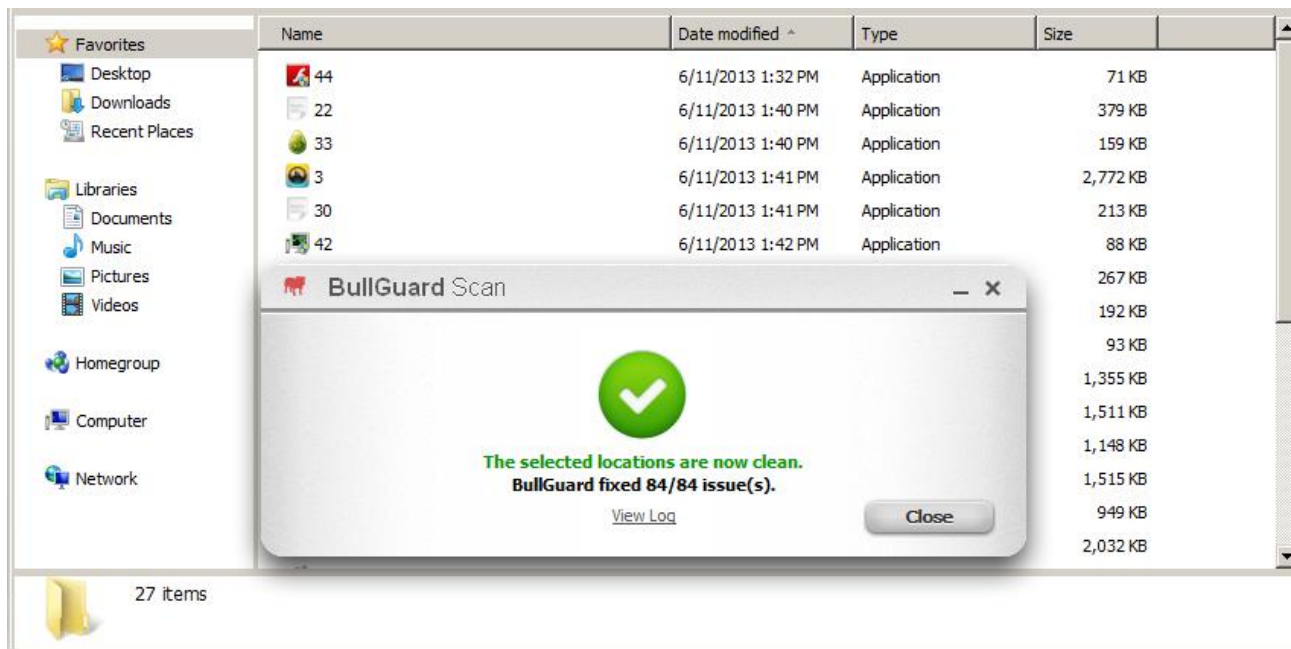 Name Date modified Type Size
Favorites
Desktop
Downloads
Recent Places
Libraries
Documents
Music
Pictures
Videos
Homegroup
Computer
Network
44 6/11/2013 1:32 PM Application 71 KB
22 6/11/2013 1:40 PM Application 379 KB
33 6/11/2013 1:40 PM Application 159 KB
3 6/11/2013 1:41 PM Application 2,772 KB
30 6/11/2013 1:41 PM Application 213 KB
42 6/11/2013 1:42 PM Application 88 KB
267 KB
192 KB
93 KB
1,355 KB
1,511 KB
1,148 KB
1,515 KB
949 KB
2,032 KB
BullGuard Scan
The selected locations are now clean.
BullGuard fixed 84/84 issue(s).
View Log
Close
27 items